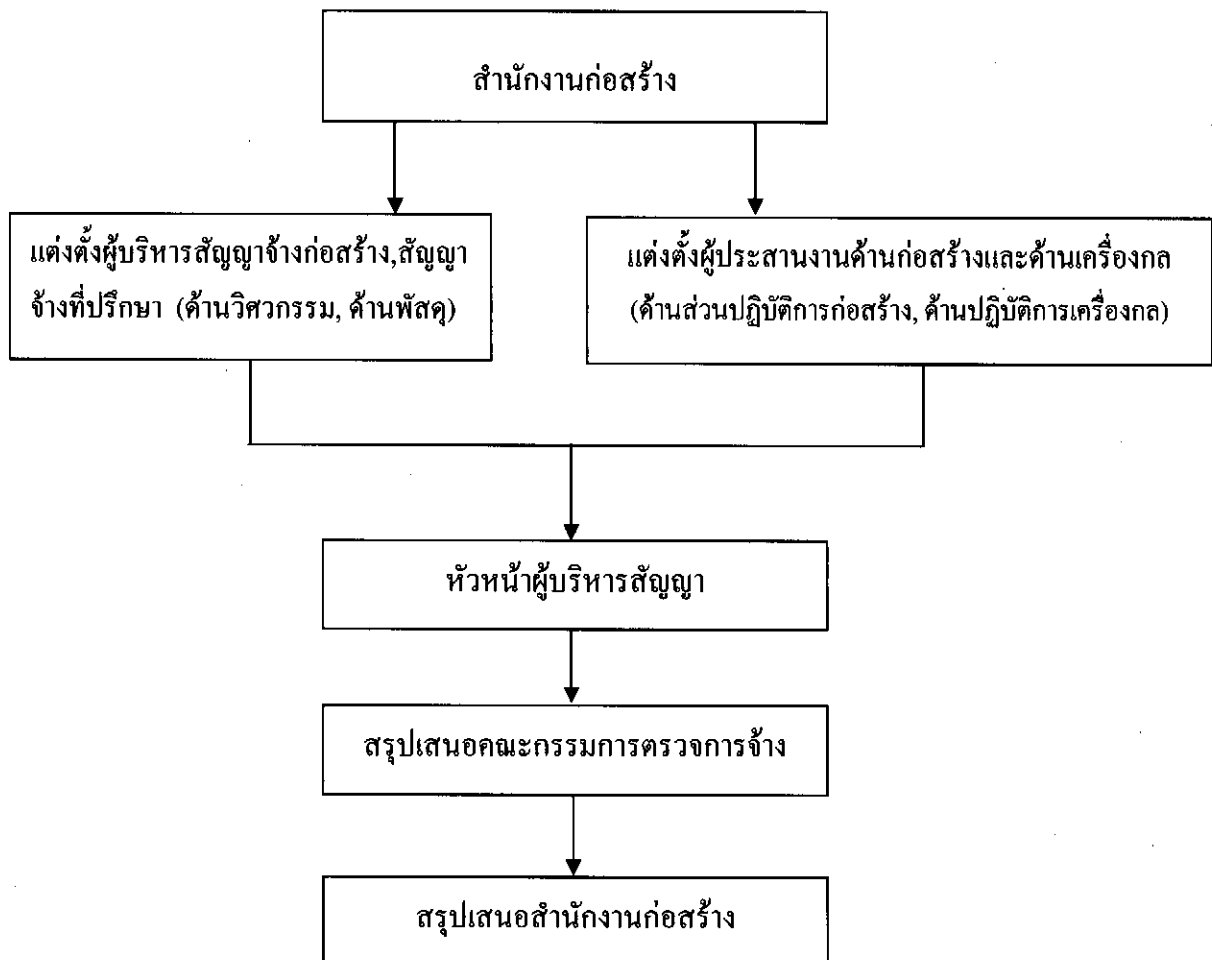 สำนักงานก่อสร้าง
แต่งตั้งผู้บริหารสัญญาจ้างก่อสร้าง,สัญญา
จ้างที่ปรึกษา (ด้านวิศวกรรม, ด้านพัสดุ)
แต่งตั้งผู้ประสานงานด้านก่อสร้างและด้านเครื่องกล
(ด้านส่วนปฏิบัติการก่อสร้าง, ด้านปฏิบัติการเครื่องกล)
หัวหน้าผู้บริหารสัญญา
สรุปเสนอคณะกรรมการตรวจการจ้าง
สรุปเสนอสำนักงานก่อสร้าง